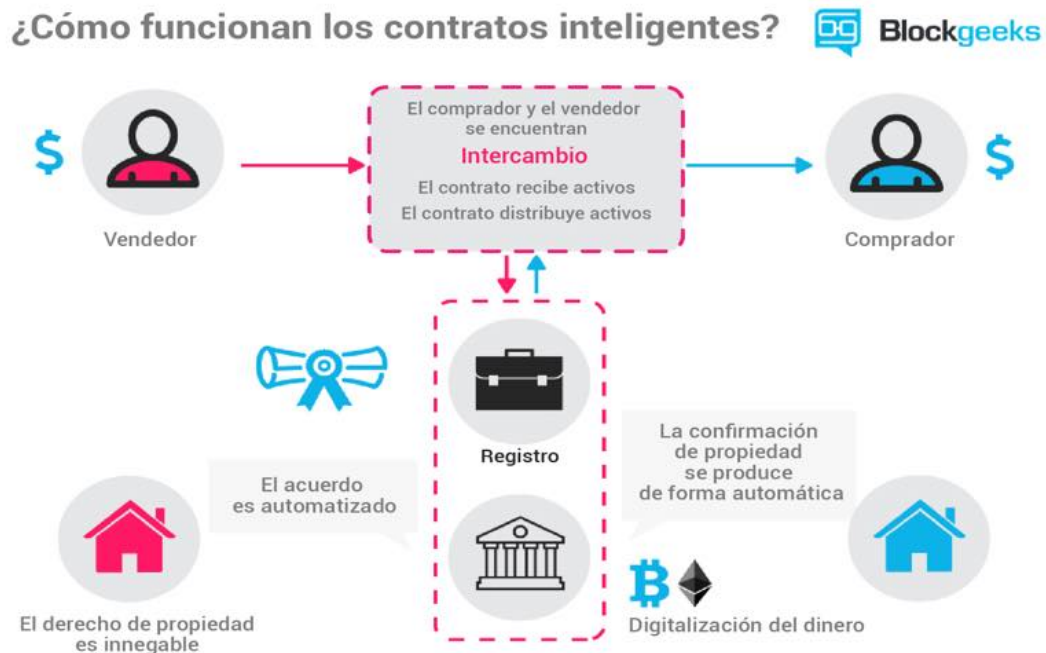 ¿Cómo funcionan los contratos inteligentes?
Blockgeeks
El comprador y el vendedor
se encuentran
Intercambio
El contrato recibe activos
El contrato distribuye activos
$
Vendedor
Comprador
$
Registro
El acuerdo
es automatizado
La confirmación
de propiedad
se produce
de forma automática
El derecho de propiedad
es innegable
Digitalización del dinero